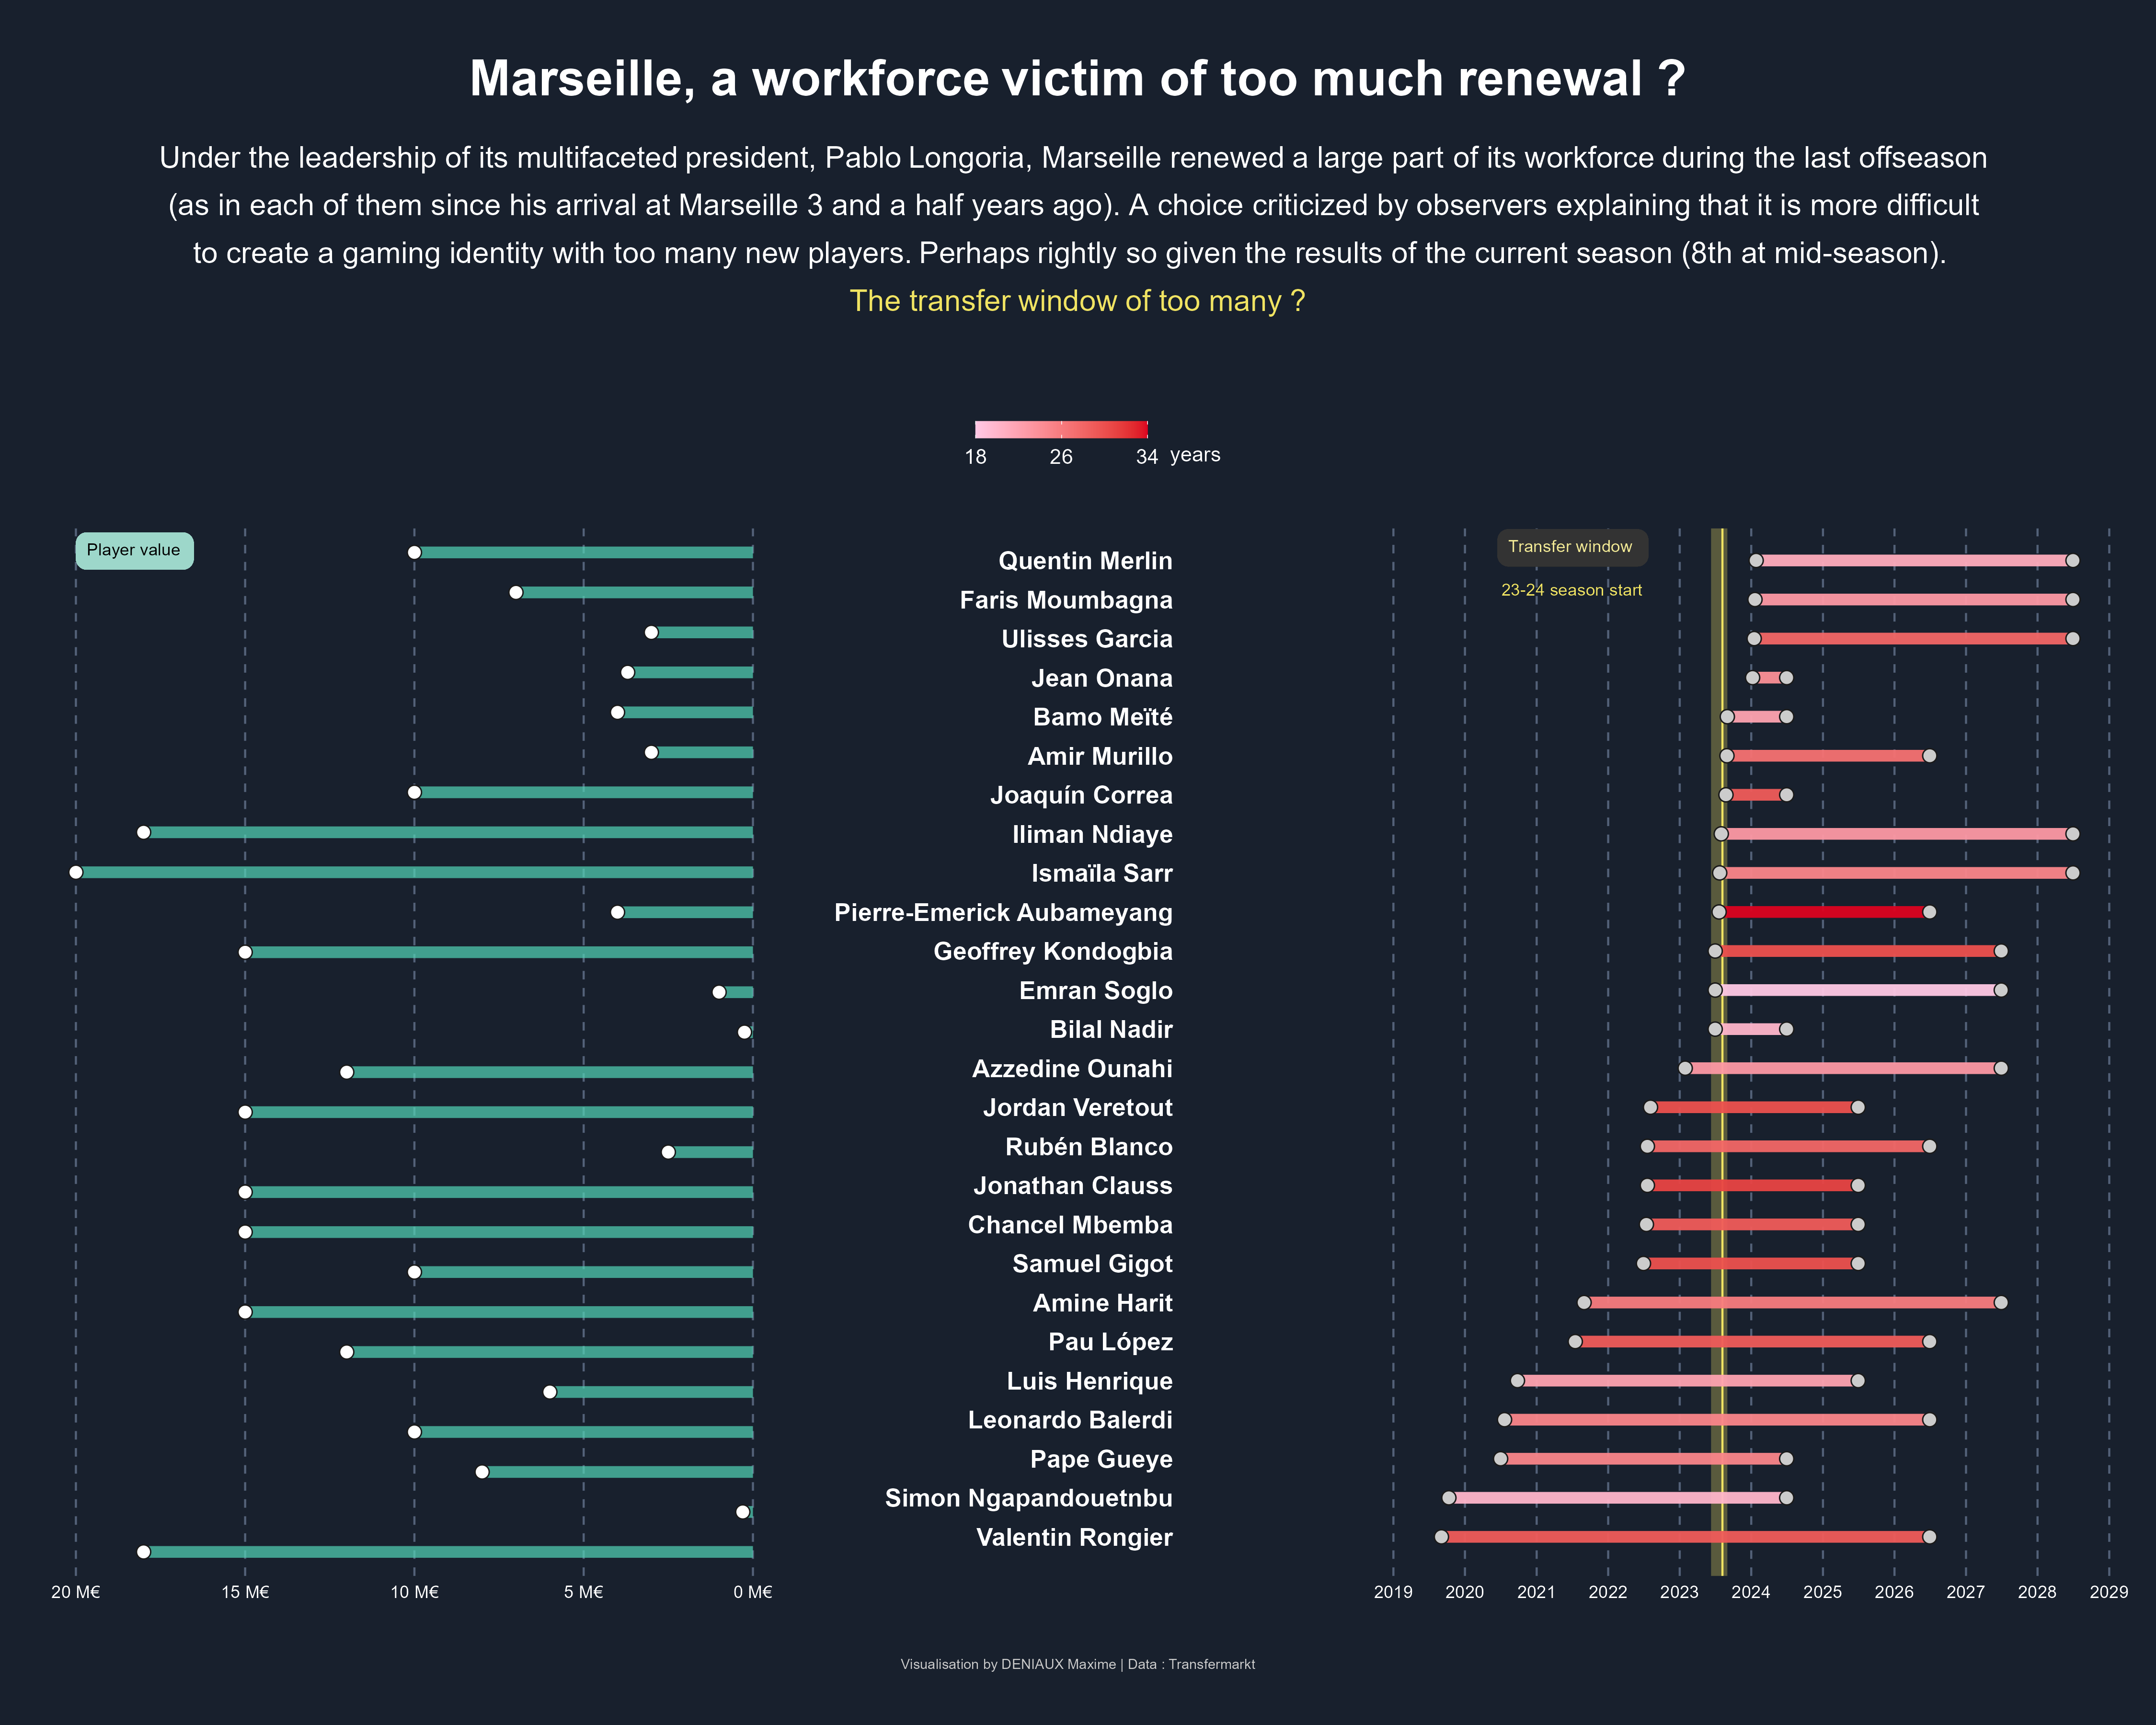 Marseille, a workforce victim of too much renewal ?
Under the leadership of its multifaceted president, Pablo Longoria, Marseille renewed a large part of its workforce during the last offseason
(as in each of them since his arrival at Marseille 3 and a half years ago). A choice criticized by observers explaining that it is more difficult
to create a gaming identity with too many new players. Perhaps rightly so given the results of the current season (8th at mid-season).
The transfer window of too many ?
18 26 34 years
Player value
Transfer window
23-24 season start
Quentin Merlin
Faris Moumbagna
Ulisses Garcia
Jean Onana
Bamo Meïté
Amir Murillo
Joaquín Correa
Iliman Ndiaye
Ismaïla Sarr
Pierre-Emerick Aubameyang
Geoffrey Kondogbia
Emran Soglo
Bilal Nadir
Azzedine Ounahi
Jordan Veretout
Rubén Blanco
Jonathan Clauss
Chancel Mbemba
Samuel Gigot
Amine Harit
Pau López
Luis Henrique
Leonardo Balerdi
Pape Gueye
Simon Ngapandouetnbu
Valentin Rongier
20 M€ 15 M€ 10 M€ 5 M€ 0 M€
2019 2020 2021 2022 2023 2024 2025 2026 2027 2028 2029
Visualisation by DENIAUX Maxime | Data : Transfermarkt